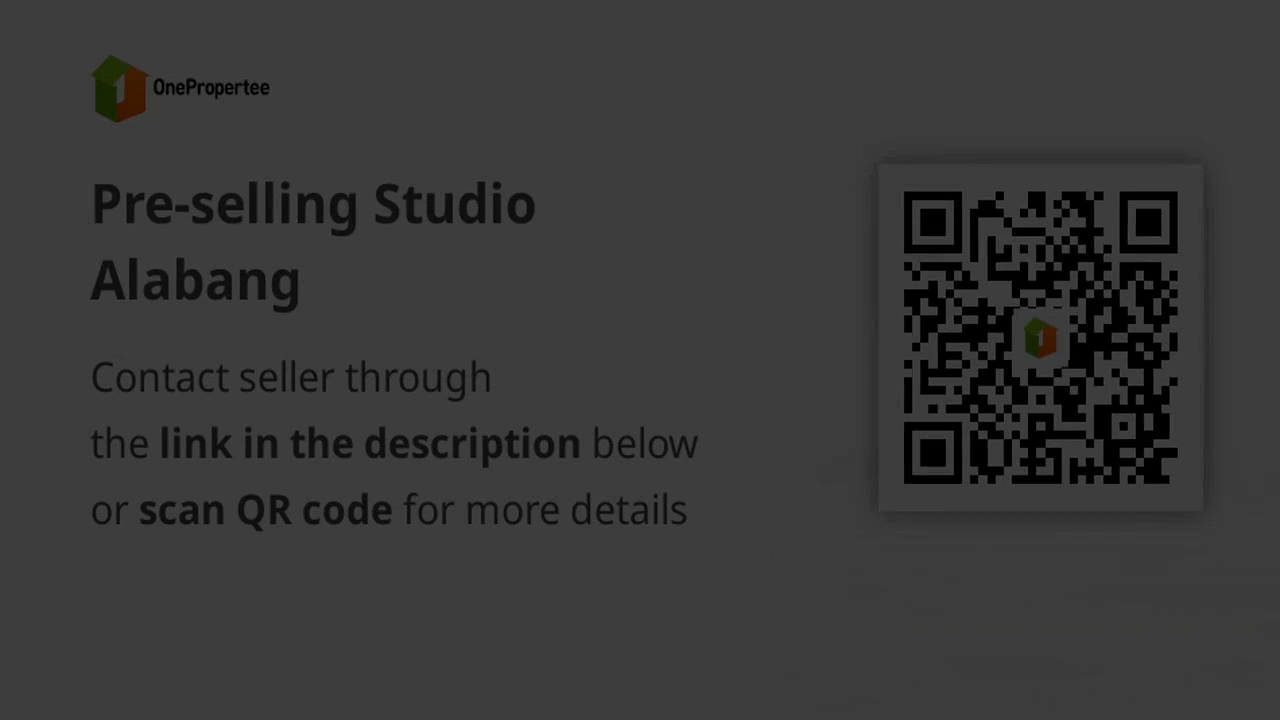 OnePropertee
Pre-selling Studio
Alabang
Contact seller through
the link in the description below
or scan QR code for more details